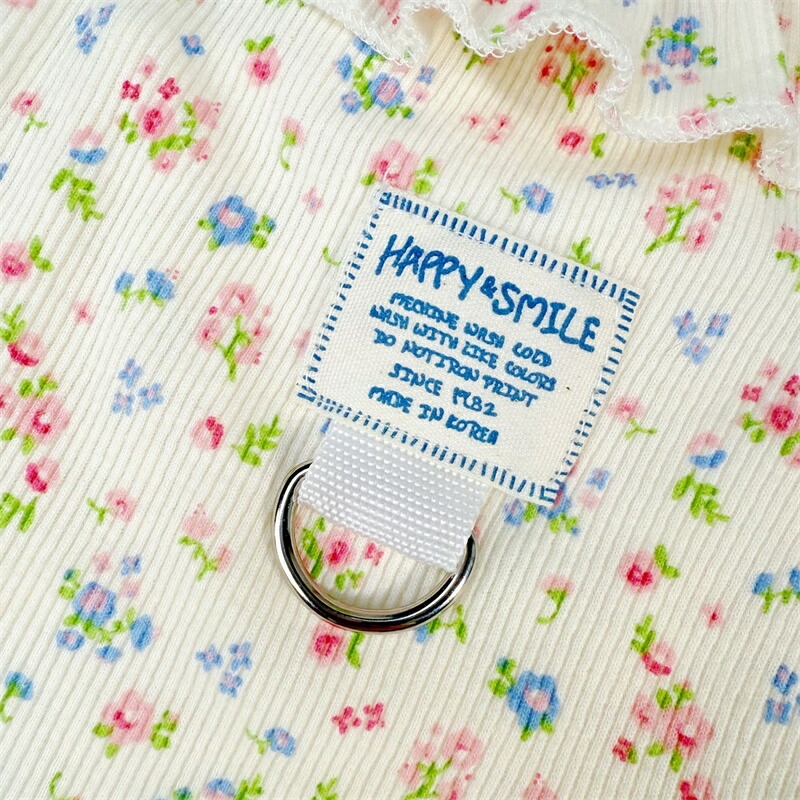 HAPPY&SMILE
MECHINE WASH COLD
WASH WITH LIKE COLORS
DO NOTIRON PRINT
SINCE 1982
MADE IN KOREA